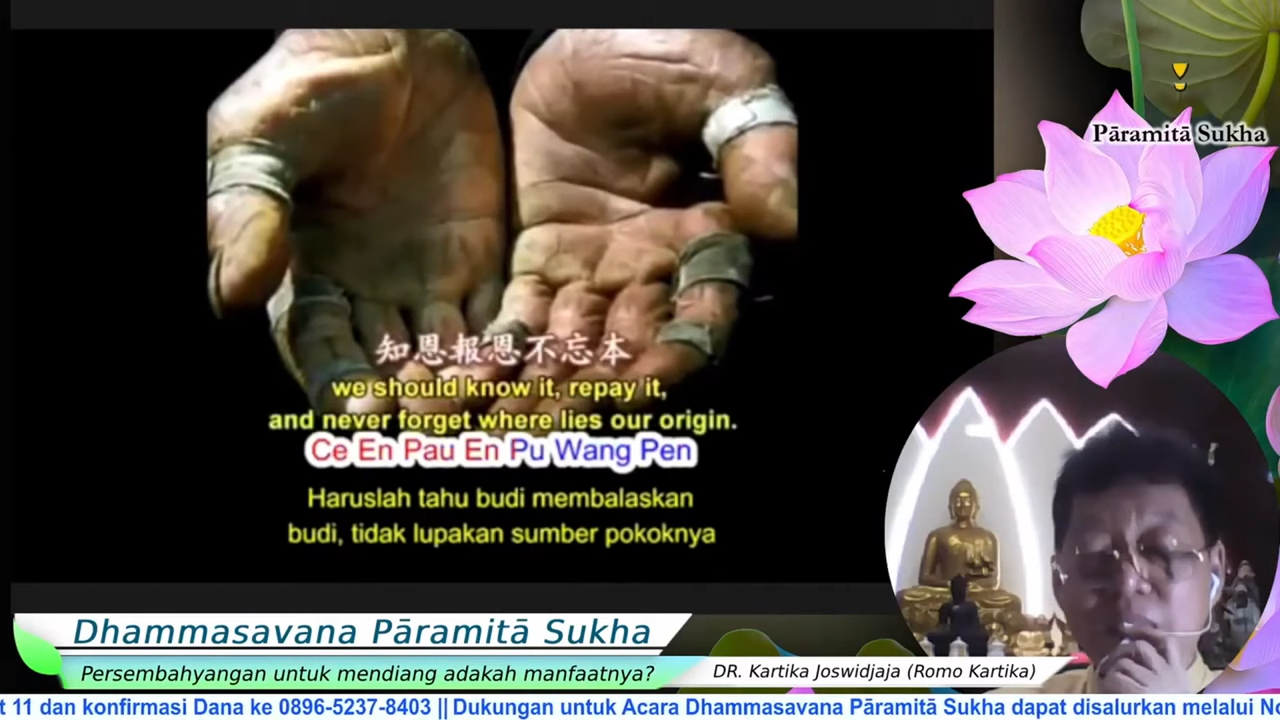 Pāramitā Sukha
知恩報恩不忘本
we should know it, repay it,
and never forget where lies our origin.
Ce En Pau En Pu Wang Pen
Haruslah tahu budi membalaskan
budi, tidak lupakan sumber pokoknya
Dhammasavana Pāramitā Sukha
Persembahyangan untuk mendiang adakah manfaatnya?
DR. Kartika Joswidjaja (Romo Kartika)
t 11 dan konfirmasi Dana ke 0896-5237-8403 || Dukungan untuk Acara Dhammasavana Pāramitā Sukha dapat disalurkan melalui No